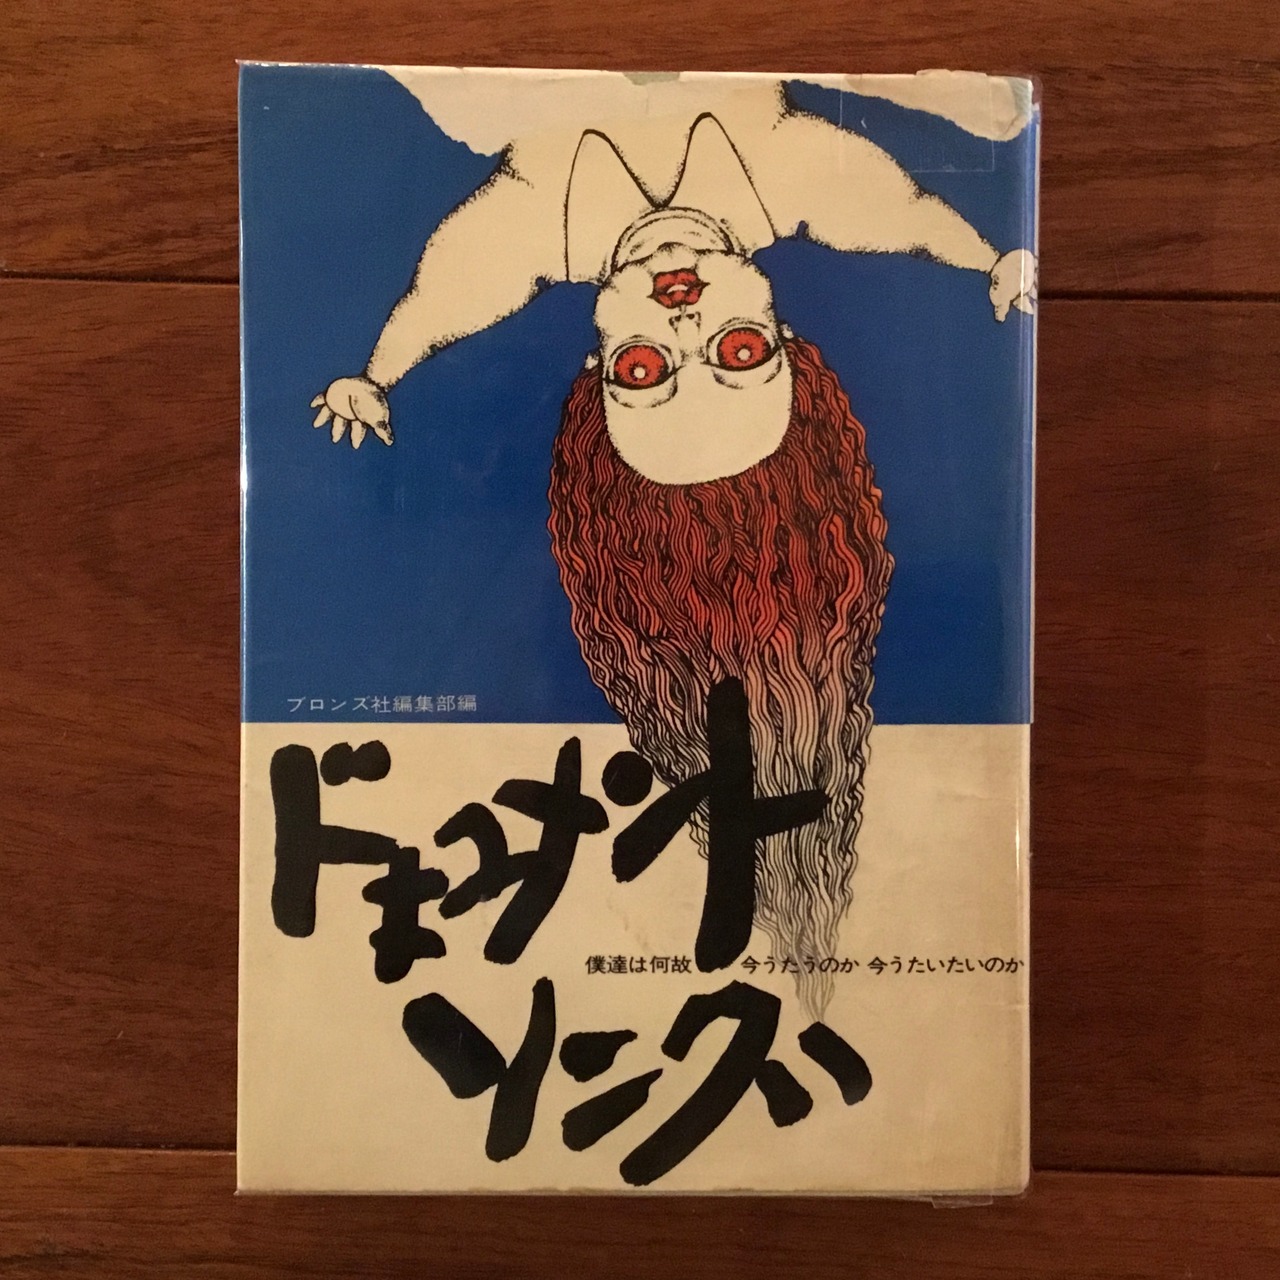 ブロンズ社編集部編
ドキュメント
僕達は何故 今うたうのか 今うたいたいのか
ソング